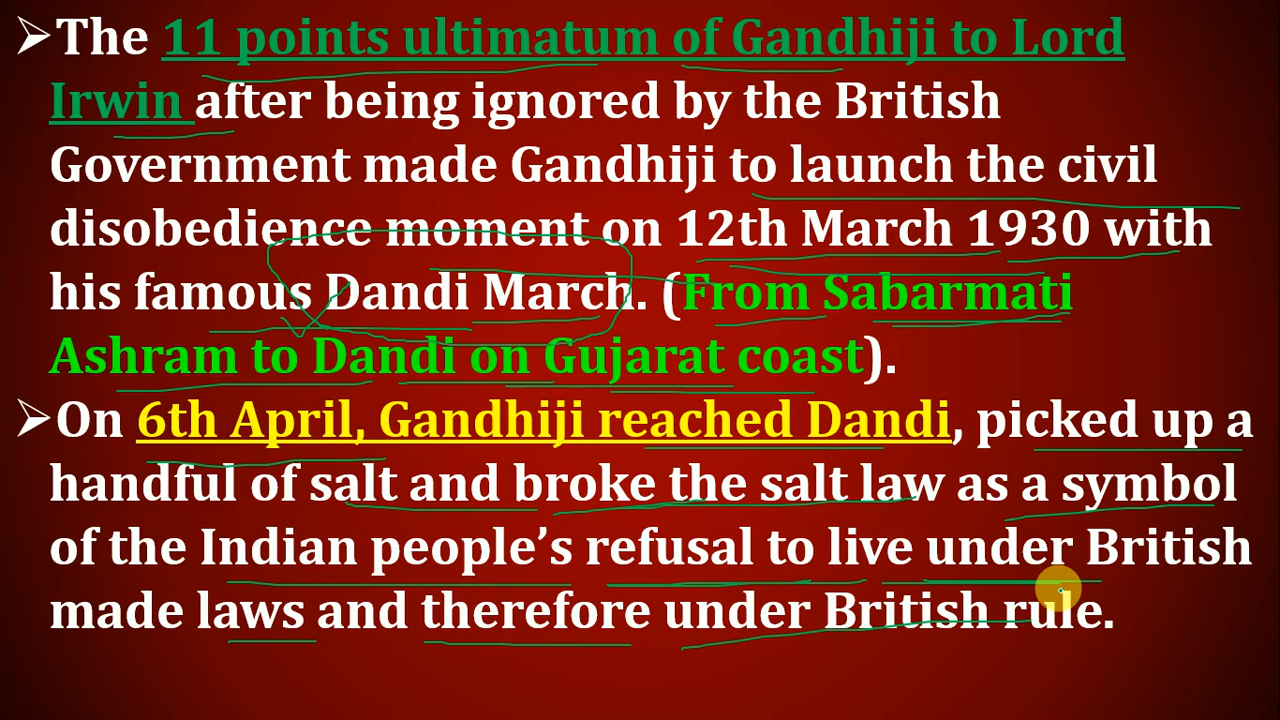 ➢The 11 points ultimatum of Gandhiji to Lord
Irwin after being ignored by the British
Government made Gandhiji to launch the civil
disobedience moment on 12th March 1930 with
his famous Dandi March. (From Sabarmati
Ashram to Dandi on Gujarat coast).
➢On 6th April, Gandhiji reached Dandi, picked up a
handful of salt and broke the salt law as a symbol
of the Indian people’s refusal to live under British
made laws and therefore under British rule.